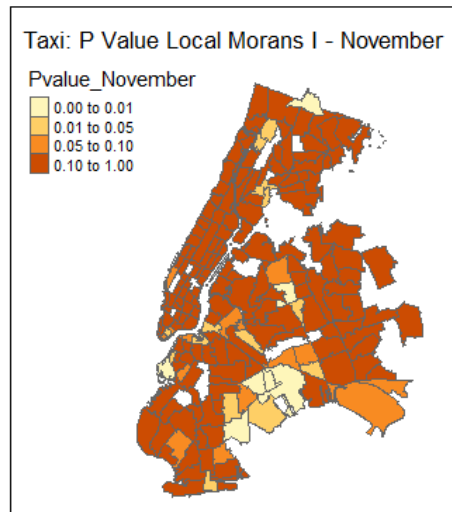 Taxi: P Value Local Morans I - November
Pvalue_November
0.00 to 0.01
0.01 to 0.05
0.05 to 0.10
0.10 to 1.00